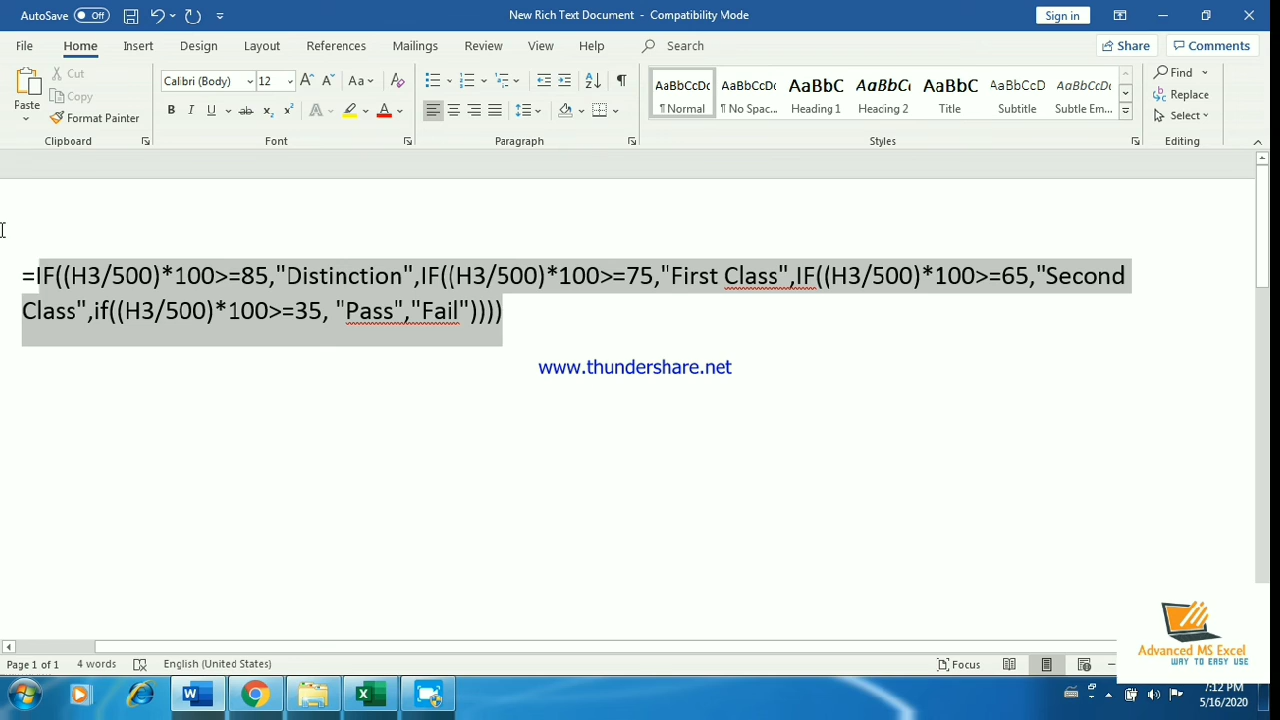 AutoSave Off
New Rich Text Document - Compatibility Mode
Sign in
File Home Insert Design Layout References Mailings Review View Help Search Share Comments
Paste
Cut
Copy
Format Painter
Clipboard
Calibri (Body) 12
Aa
B I U ab x₂ x²
A A
Font
Paragraph
AaBbCcDc AaBbCcDc AaBbC AaBbCc AaBbC AaBbCcD AaBbCcDc
¶ Normal ¶ No Spac... Heading 1 Heading 2 Title Subtitle Subtle Em...
Styles
Find
Replace
Select
Editing
=IF((H3/500)*100>=85,"Distinction",IF((H3/500)*100>=75,"First Class",IF((H3/500)*100>=65,"Second
Class",if((H3/500)*100>=35, "Pass","Fail"))))
www.thundershare.net
Advanced MS Excel
WAY TO EASY USE
Page 1 of 1 4 words English (United States) Focus
7:12 PM
5/16/2020